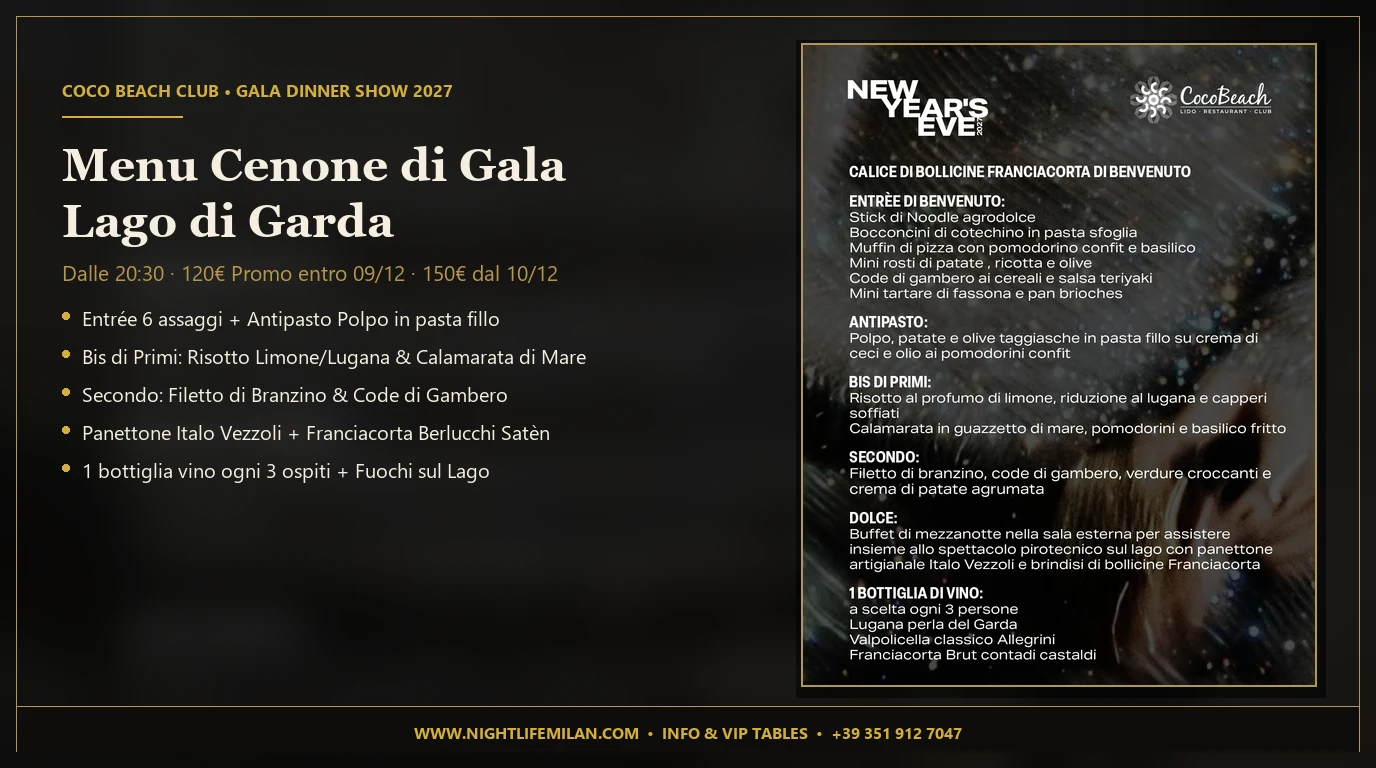 COCO BEACH CLUB • GALA DINNER SHOW 2027
Menu Cenone di Gala
Lago di Garda
Dalle 20:30 · 120€ Promo entro 09/12 · 150€ dal 10/12
• Entrée 6 assaggi + Antipasto Polpo in pasta fillo
• Bis di Primi: Risotto Limone/Lugana & Calamarata di Mare
• Secondo: Filetto di Branzino & Code di Gambero
• Panettone Italo Vezzoli + Franciacorta Berlucchi Satèn
• 1 bottiglia vino ogni 3 ospiti + Fuochi sul Lago
NEW
YEAR'S
EVE
2027
CocoBeach
LIDO · RESTAURANT · CLUB
CALICE DI BOLLICINE FRANCIACORTA DI BENVENUTO
ENTRÈE DI BENVENUTO:
Stick di Noodle agrodolce
Bocconcini di cotechino in pasta sfoglia
Muffin di pizza con pomodorino confit e basilico
Mini rosti di patate , ricotta e olive
Code di gambero ai cereali e salsa teriyaki
Mini tartare di fassona e pan brioches
ANTIPASTO:
Polpo, patate e olive taggiasche in pasta fillo su crema di
ceci e olio ai pomodorini confit
BIS DI PRIMI:
Risotto al profumo di limone, riduzione al lugana e capperi
soffiati
Calamarata in guazzetto di mare, pomodorini e basilico fritto
SECONDO:
Filetto di branzino, code di gambero, verdure croccanti e
crema di patate agrumata
DOLCE:
Buffet di mezzanotte nella sala esterna per assistere
insieme allo spettacolo pirotecnico sul lago con panettone
artigianale Italo Vezzoli e brindisi di bollicine Franciacorta
1 BOTTIGLIA DI VINO:
a scelta ogni 3 persone
Lugana perla del Garda
Valpolicella classico Allegrini
Franciacorta Brut contadi castaldi
WWW.NIGHTLIFEMILAN.COM • INFO & VIP TABLES • +39 351 912 7047